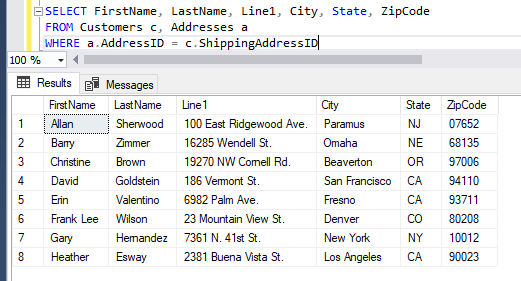 SELECT FirstName, LastName, Line1, City, State, ZipCode
FROM Customers c, Addresses a
WHERE a.AddressID = c.ShippingAddressID
100 %
Results Messages
FirstName LastName Line1 City State ZipCode
1 Allan Sherwood 100 East Ridgewood Ave. Paramus NJ 07652
2 Barry Zimmer 16285 Wendell St. Omaha NE 68135
3 Christine Brown 19270 NW Cornell Rd. Beaverton OR 97006
4 David Goldstein 186 Vermont St. San Francisco CA 94110
5 Erin Valentino 6982 Palm Ave. Fresno CA 93711
6 Frank Lee Wilson 23 Mountain View St. Denver CO 80208
7 Gary Hernandez 7361 N. 41st St. New York NY 10012
8 Heather Esway 2381 Buena Vista St. Los Angeles CA 90023